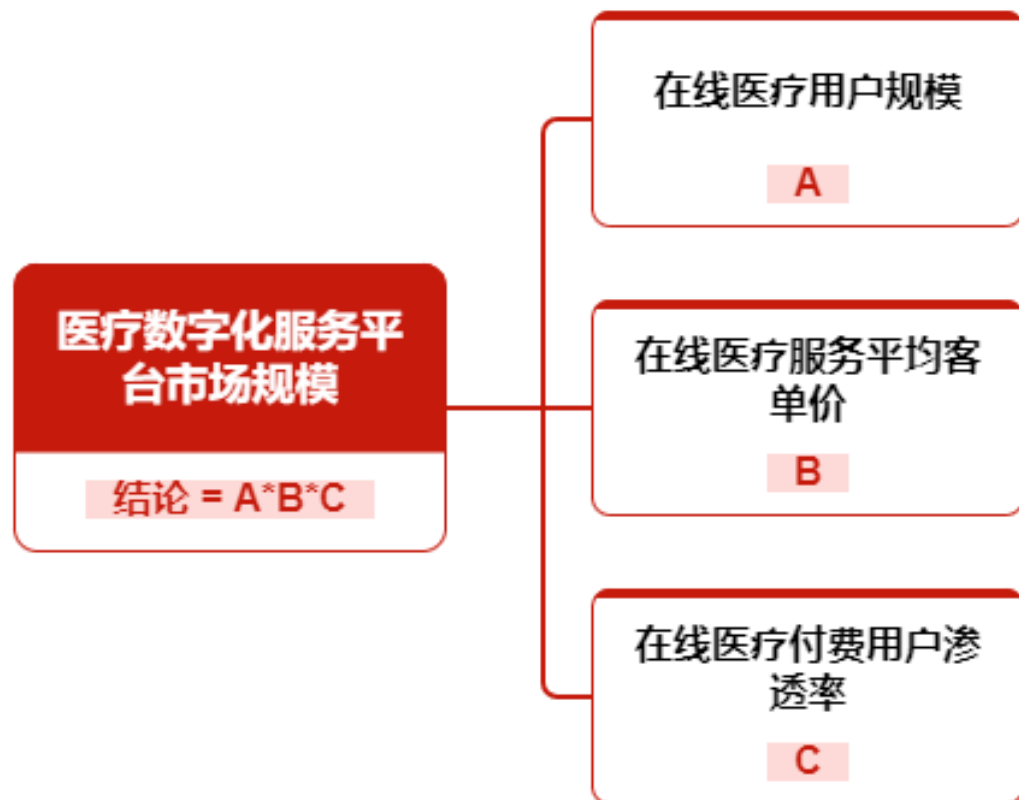 在线医疗用户规模
A
医疗数字化服务平
台市场规模
结论 = A*B*C
在线医疗服务平均客
单价
B
在线医疗付费用户渗
透率
C